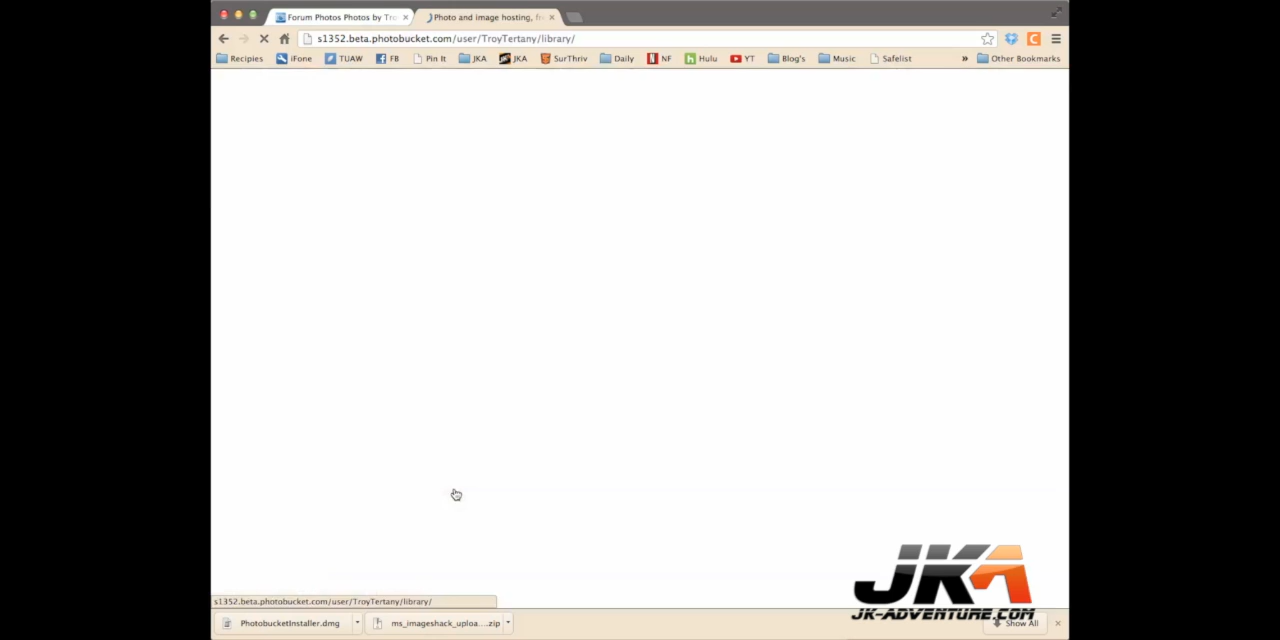 Forum Photos Photos by Tro
Photo and image hosting, fr
s1352.beta.photobucket.com/user/TroyTertany/library/
Recipies iFone TUAW FB Pin It JKA JKA SurThriv Daily NF Hulu YT Blog's Music Safelist » Other Bookmarks
JKA
JK-ADVENTURE.COM
s1352.beta.photobucket.com/user/TroyTertany/library/
PhotobucketInstaller.dmg ms_imageshack_uploa....zip Show All